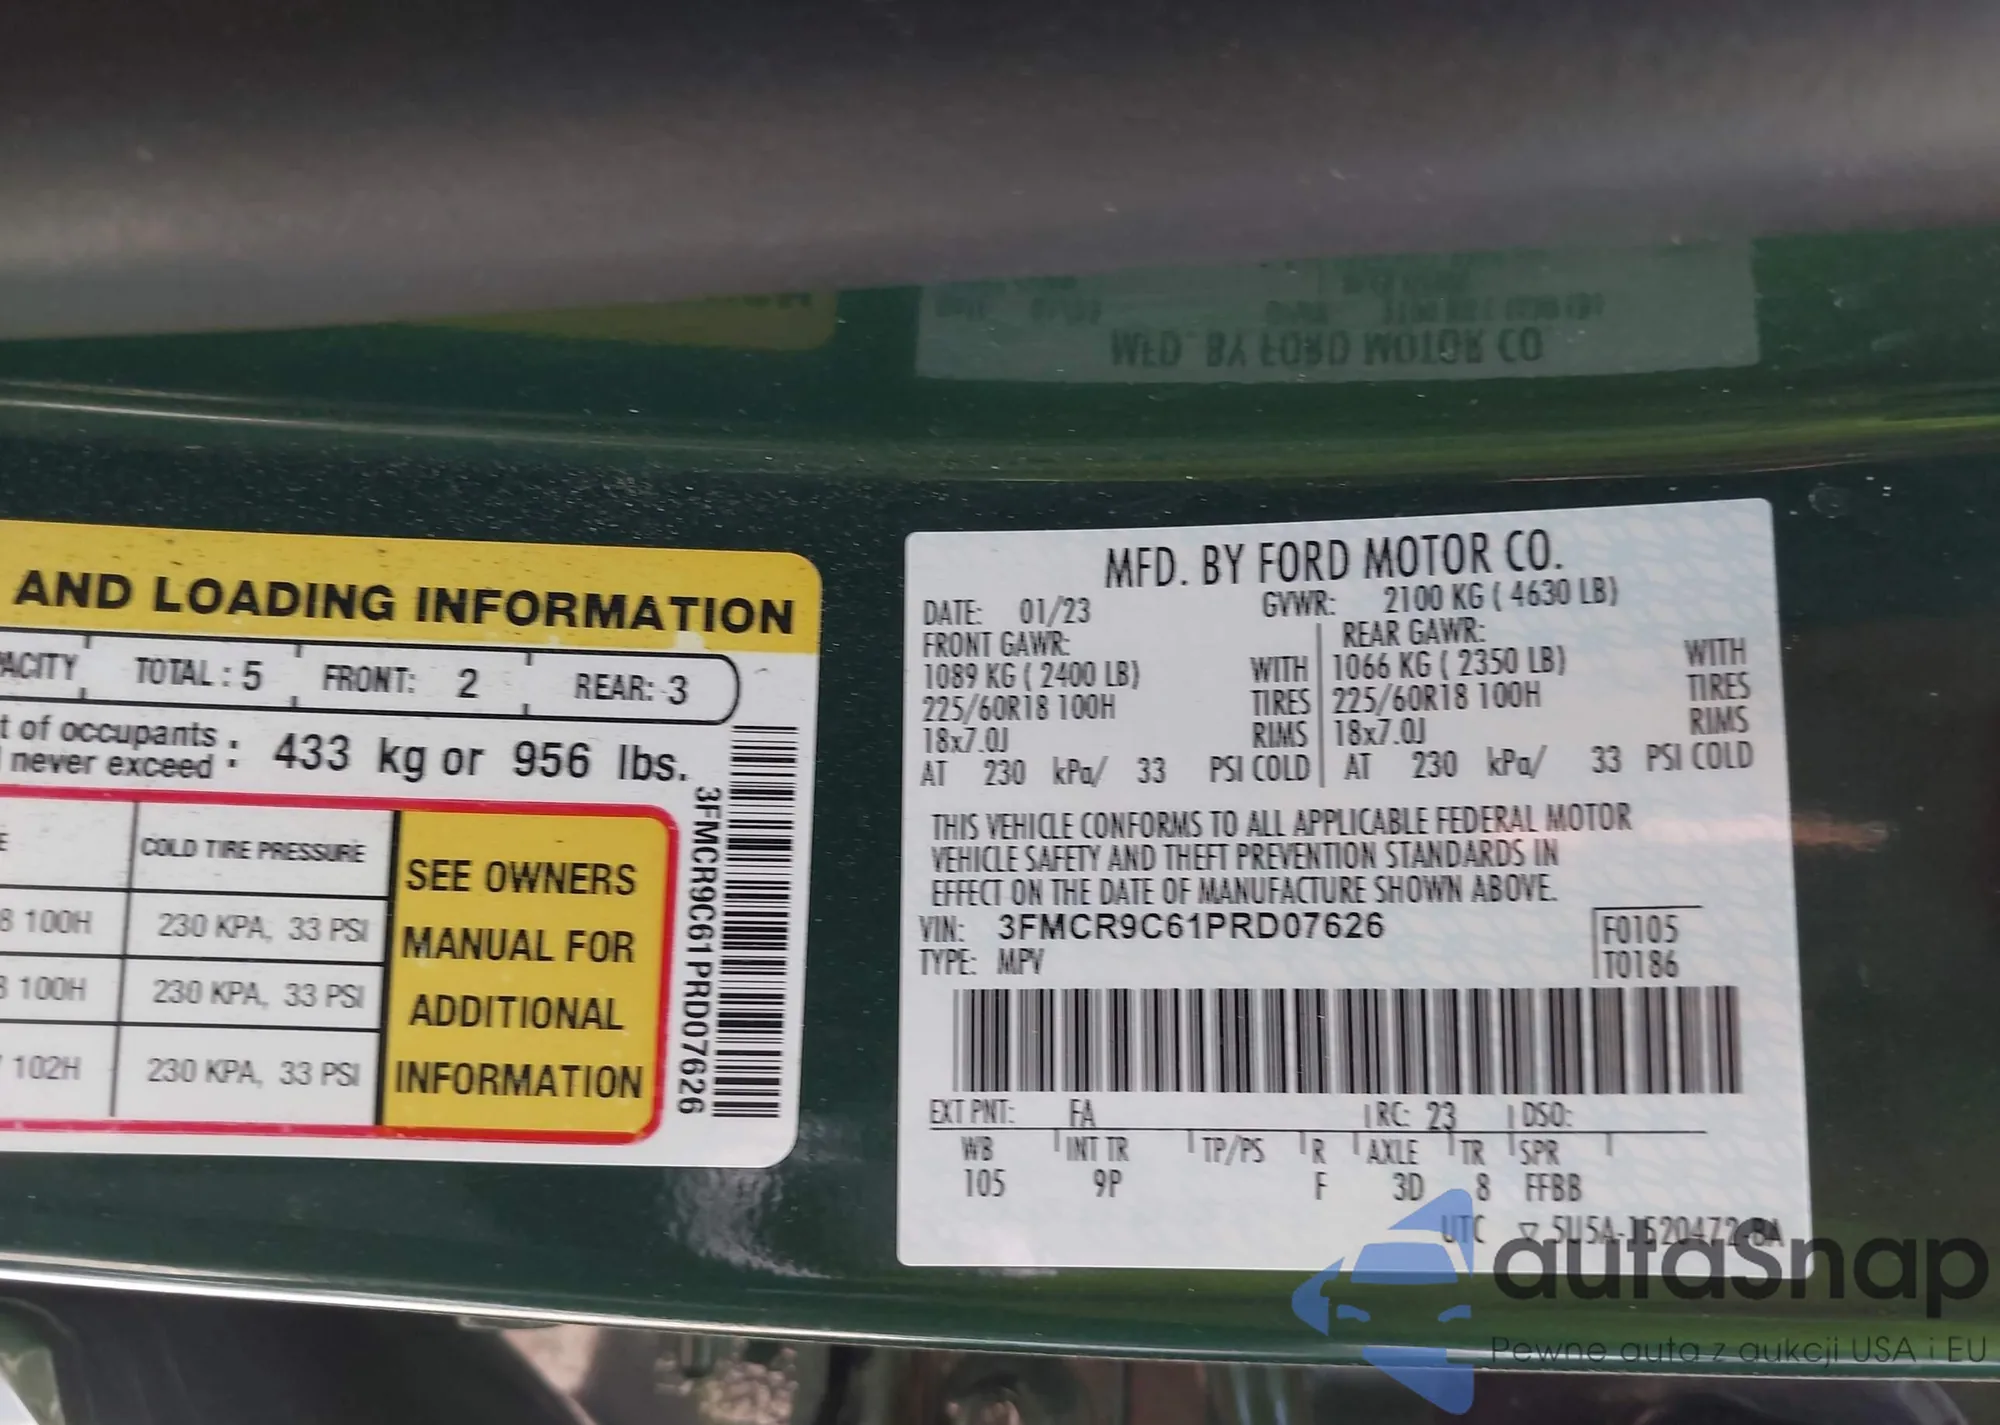 AND LOADING INFORMATION
TOTAL : 5 FRONT: 2 REAR: 3
of occupants
never exceed : 433 kg or 956 lbs.
COLD TIRE PRESSURE
100H 230 KPA, 33 PSI
100H 230 KPA, 33 PSI
102H 230 KPA, 33 PSI
SEE OWNERS
MANUAL FOR
ADDITIONAL
INFORMATION
3FMCR9C61PRD07626
MFD. BY FORD MOTOR CO
MFD. BY FORD MOTOR CO.
DATE: 01/23 GVWR: 2100 KG ( 4630 LB)
FRONT GAWR: REAR GAWR:
1089 KG ( 2400 LB) WITH 1066 KG ( 2350 LB) WITH
225/60R18 100H TIRES 225/60R18 100H TIRES
18x7.0J RIMS 18x7.0J RIMS
AT 230 kPa/ 33 PSI COLD AT 230 kPa/ 33 PSI COLD
THIS VEHICLE CONFORMS TO ALL APPLICABLE FEDERAL MOTOR
VEHICLE SAFETY AND THEFT PREVENTION STANDARDS IN
EFFECT ON THE DATE OF MANUFACTURE SHOWN ABOVE.
VIN: 3FMCR9C61PRD07626 F0105
TYPE: MPV T0186
EXT PNT: FA RC: 23 DSO:
WB INT TR TP/PS R AXLE TR SPR
105 9P F 3D 8 FFBB
UTC
autaSnap
Pewne auta z aukcji USA i EU